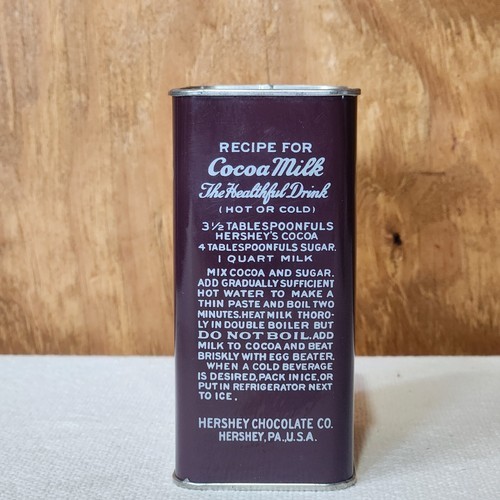 RECIPE FOR
Cocoa Milk
The Healthful Drink
(HOT OR COLD)
3½ TABLESPOONFULS
HERSHEY'S COCOA
4 TABLESPOONFULS SUGAR.
1 QUART MILK
MIX COCOA AND SUGAR.
ADD GRADUALLY SUFFICIENT
HOT WATER TO MAKE A
THIN PASTE AND BOIL TWO
MINUTES. HEAT MILK THORO-
LY IN DOUBLE BOILER BUT
DO NOT BOIL. ADD
MILK TO COCOA AND BEAT
BRISKLY WITH EGG BEATER.
WHEN A COLD BEVERAGE
IS DESIRED, PACK IN ICE, OR
PUT IN REFRIGERATOR NEXT
TO ICE.
HERSHEY CHOCOLATE CO.
HERSHEY, PA., U.S.A.